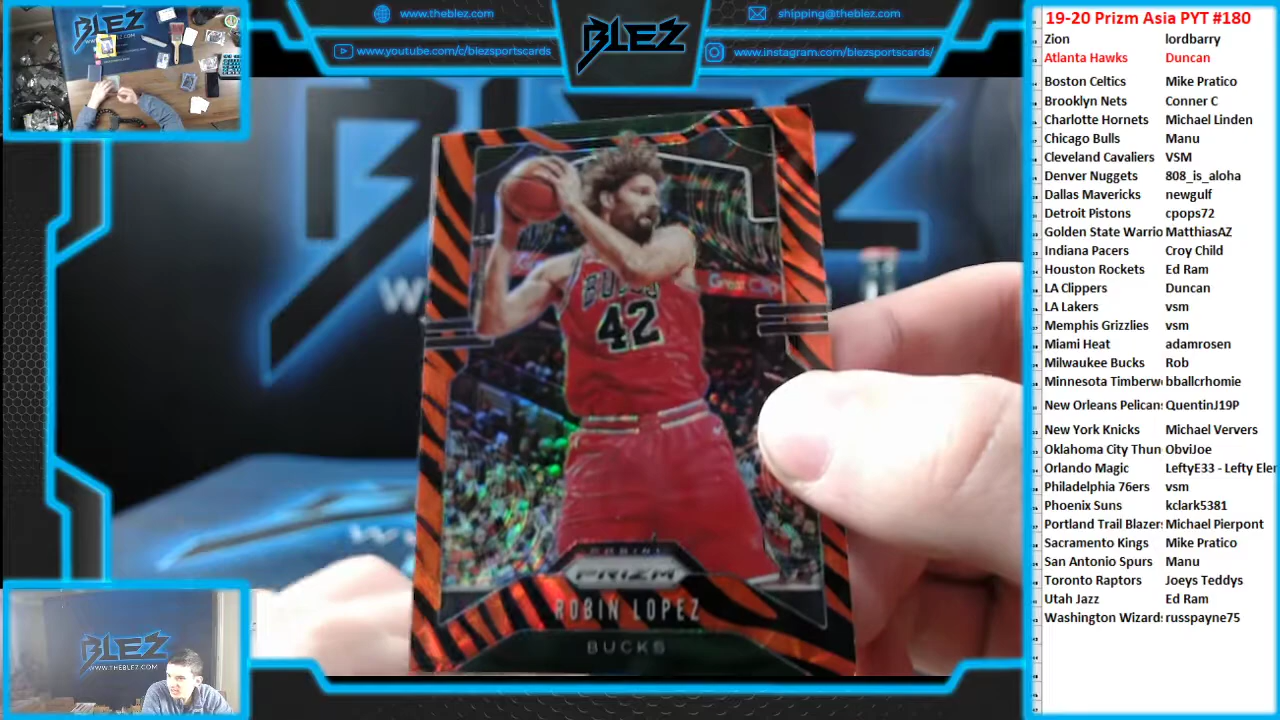 BLEZ
www.theblez.com
shipping@theblez.com
www.youtube.com/c/blezsportscards
BLEZ
www.instagram.com/blezsportscards/
19-20 Prizm Asia PYT #180
Zion lordbarry
Atlanta Hawks Duncan
Boston Celtics Mike Pratico
Brooklyn Nets Conner C
Charlotte Hornets Michael Linden
Chicago Bulls Manu
Cleveland Cavaliers VSM
Denver Nuggets 808_is_aloha
Dallas Mavericks newgulf
Detroit Pistons cpops72
Golden State Warrio MatthiasAZ
Indiana Pacers Croy Child
Houston Rockets Ed Ram
LA Clippers Duncan
LA Lakers vsm
Memphis Grizzlies vsm
Miami Heat adamrosen
Milwaukee Bucks Rob
Minnesota Timberw bballcrhomie
New Orleans Pelican QuentinJ19P
New York Knicks Michael Ververs
Oklahoma City Thun ObviJoe
Orlando Magic LeftyE33 - Lefty Eler
Philadelphia 76ers vsm
Phoenix Suns kclark5381
Portland Trail Blazer Michael Pierpont
Sacramento Kings Mike Pratico
San Antonio Spurs Manu
Toronto Raptors Joeys Teddys
Utah Jazz Ed Ram
Washington Wizard russpayne75
BUCKS
42
Great Clip
PANINI
PRIZM
ROBIN LOPEZ
BUCKS
BLEZ
WWW.THEBLEZ.COM